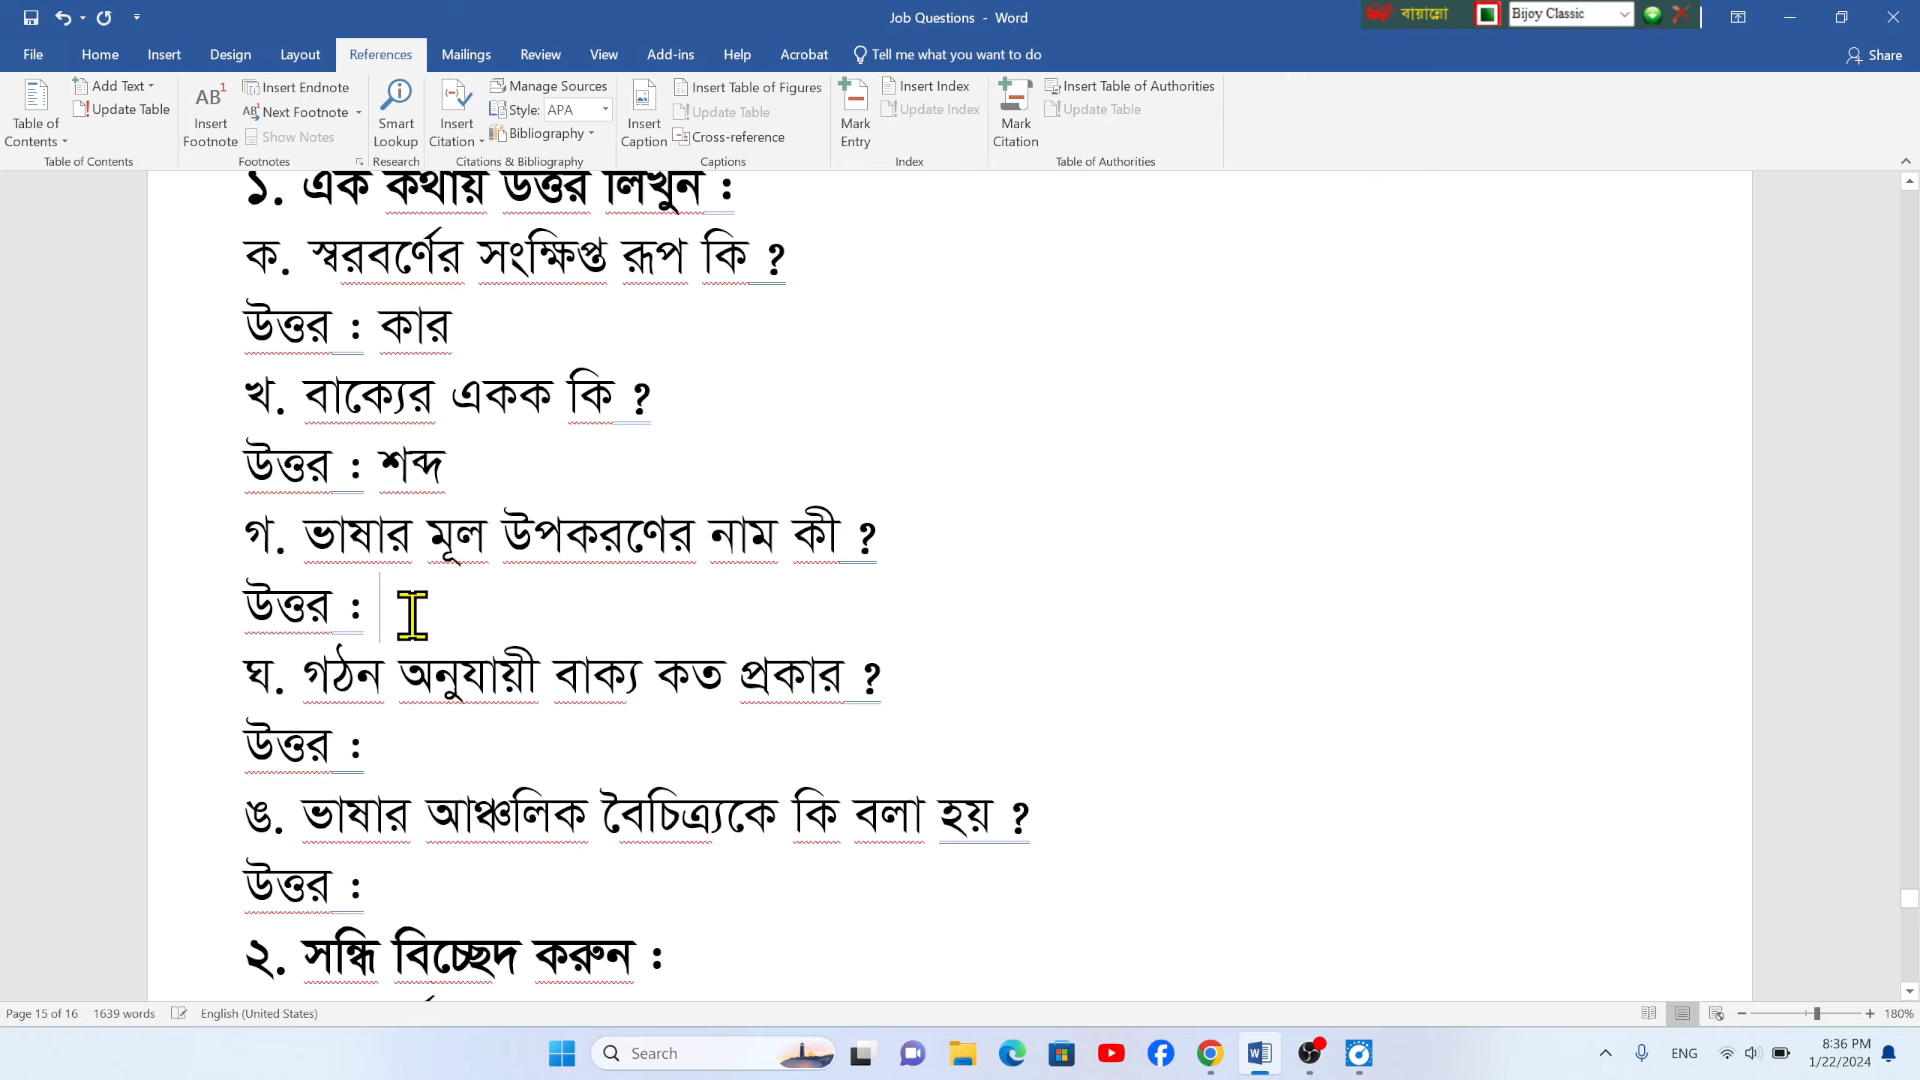 Job Questions - Word
বায়ান্নো
Bijoy Classic
File Home Insert Design Layout References Mailings Review View Add-ins Help Acrobat Tell me what you want to do Share
Table of Contents
Add Text
Update Table
Table of Contents
AB1 Insert Footnote
Insert Endnote
Next Footnote
Show Notes
Footnotes
Smart Lookup
Research
Insert Citation
Manage Sources
Style: APA
Bibliography
Citations & Bibliography
Insert Caption
Insert Table of Figures
Update Table
Cross-reference
Captions
Mark Entry
Insert Index
Update Index
Index
Mark Citation
Insert Table of Authorities
Update Table
Table of Authorities
১. এক কথায় উত্তর লিখুন :
ক. স্বরবর্ণের সংক্ষিপ্ত রূপ কি ?
উত্তর : কার
খ. বাক্যের একক কি ?
উত্তর : শব্দ
গ. ভাষার মূল উপকরণের নাম কী ?
উত্তর :
ঘ. গঠন অনুযায়ী বাক্য কত প্রকার ?
উত্তর :
ঙ. ভাষার আঞ্চলিক বৈচিত্র্যকে কি বলা হয় ?
উত্তর :
২. সন্ধি বিচ্ছেদ করুন :
Page 15 of 16 1639 words English (United States) 180%
Search
ENG
8:36 PM
1/22/2024